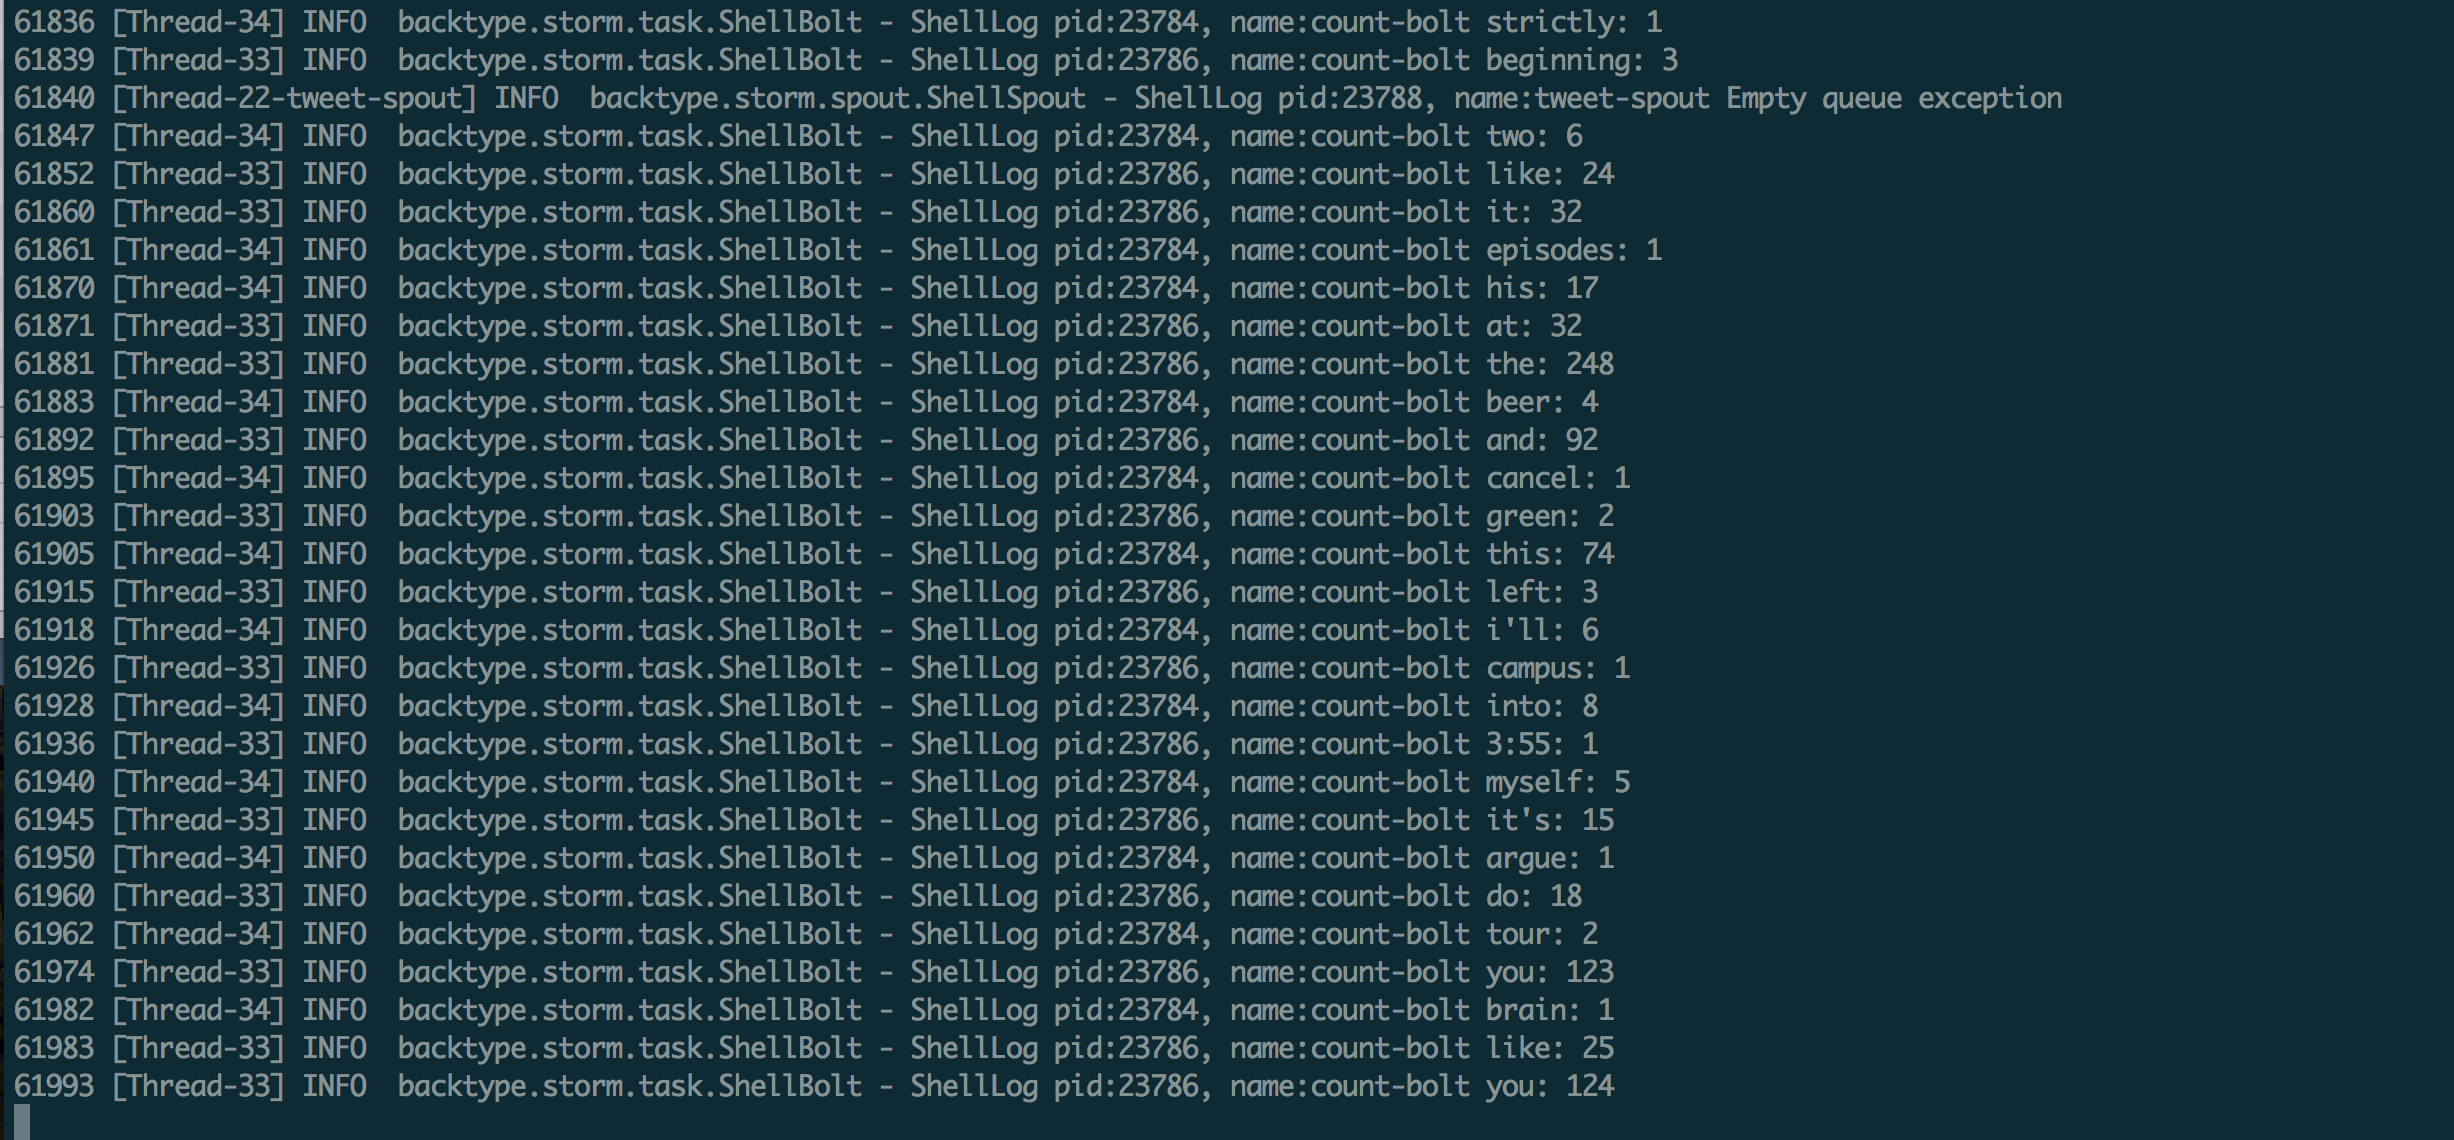 61836 [Thread-34] INFO  backtype.storm.task.ShellBolt - ShellLog pid:23784, name:count-bolt strictly: 1
61839 [Thread-33] INFO  backtype.storm.task.ShellBolt - ShellLog pid:23786, name:count-bolt beginning: 3
61840 [Thread-22-tweet-spout] INFO  backtype.storm.spout.ShellSpout - ShellLog pid:23788, name:tweet-spout Empty queue exception
61847 [Thread-34] INFO  backtype.storm.task.ShellBolt - ShellLog pid:23784, name:count-bolt two: 6
61852 [Thread-33] INFO  backtype.storm.task.ShellBolt - ShellLog pid:23786, name:count-bolt like: 24
61860 [Thread-33] INFO  backtype.storm.task.ShellBolt - ShellLog pid:23786, name:count-bolt it: 32
61861 [Thread-34] INFO  backtype.storm.task.ShellBolt - ShellLog pid:23784, name:count-bolt episodes: 1
61870 [Thread-34] INFO  backtype.storm.task.ShellBolt - ShellLog pid:23784, name:count-bolt his: 17
61871 [Thread-33] INFO  backtype.storm.task.ShellBolt - ShellLog pid:23786, name:count-bolt at: 32
61881 [Thread-33] INFO  backtype.storm.task.ShellBolt - ShellLog pid:23786, name:count-bolt the: 248
61883 [Thread-34] INFO  backtype.storm.task.ShellBolt - ShellLog pid:23784, name:count-bolt beer: 4
61892 [Thread-33] INFO  backtype.storm.task.ShellBolt - ShellLog pid:23786, name:count-bolt and: 92
61895 [Thread-34] INFO  backtype.storm.task.ShellBolt - ShellLog pid:23784, name:count-bolt cancel: 1
61903 [Thread-33] INFO  backtype.storm.task.ShellBolt - ShellLog pid:23786, name:count-bolt green: 2
61905 [Thread-34] INFO  backtype.storm.task.ShellBolt - ShellLog pid:23784, name:count-bolt this: 74
61915 [Thread-33] INFO  backtype.storm.task.ShellBolt - ShellLog pid:23786, name:count-bolt left: 3
61918 [Thread-34] INFO  backtype.storm.task.ShellBolt - ShellLog pid:23784, name:count-bolt i'll: 6
61926 [Thread-33] INFO  backtype.storm.task.ShellBolt - ShellLog pid:23786, name:count-bolt campus: 1
61928 [Thread-34] INFO  backtype.storm.task.ShellBolt - ShellLog pid:23784, name:count-bolt into: 8
61936 [Thread-33] INFO  backtype.storm.task.ShellBolt - ShellLog pid:23786, name:count-bolt 3:55: 1
61940 [Thread-34] INFO  backtype.storm.task.ShellBolt - ShellLog pid:23784, name:count-bolt myself: 5
61945 [Thread-33] INFO  backtype.storm.task.ShellBolt - ShellLog pid:23786, name:count-bolt it's: 15
61950 [Thread-34] INFO  backtype.storm.task.ShellBolt - ShellLog pid:23784, name:count-bolt argue: 1
61960 [Thread-33] INFO  backtype.storm.task.ShellBolt - ShellLog pid:23786, name:count-bolt do: 18
61962 [Thread-34] INFO  backtype.storm.task.ShellBolt - ShellLog pid:23784, name:count-bolt tour: 2
61974 [Thread-33] INFO  backtype.storm.task.ShellBolt - ShellLog pid:23786, name:count-bolt you: 123
61982 [Thread-34] INFO  backtype.storm.task.ShellBolt - ShellLog pid:23784, name:count-bolt brain: 1
61983 [Thread-33] INFO  backtype.storm.task.ShellBolt - ShellLog pid:23786, name:count-bolt like: 25
61993 [Thread-33] INFO  backtype.storm.task.ShellBolt - ShellLog pid:23786, name:count-bolt you: 124